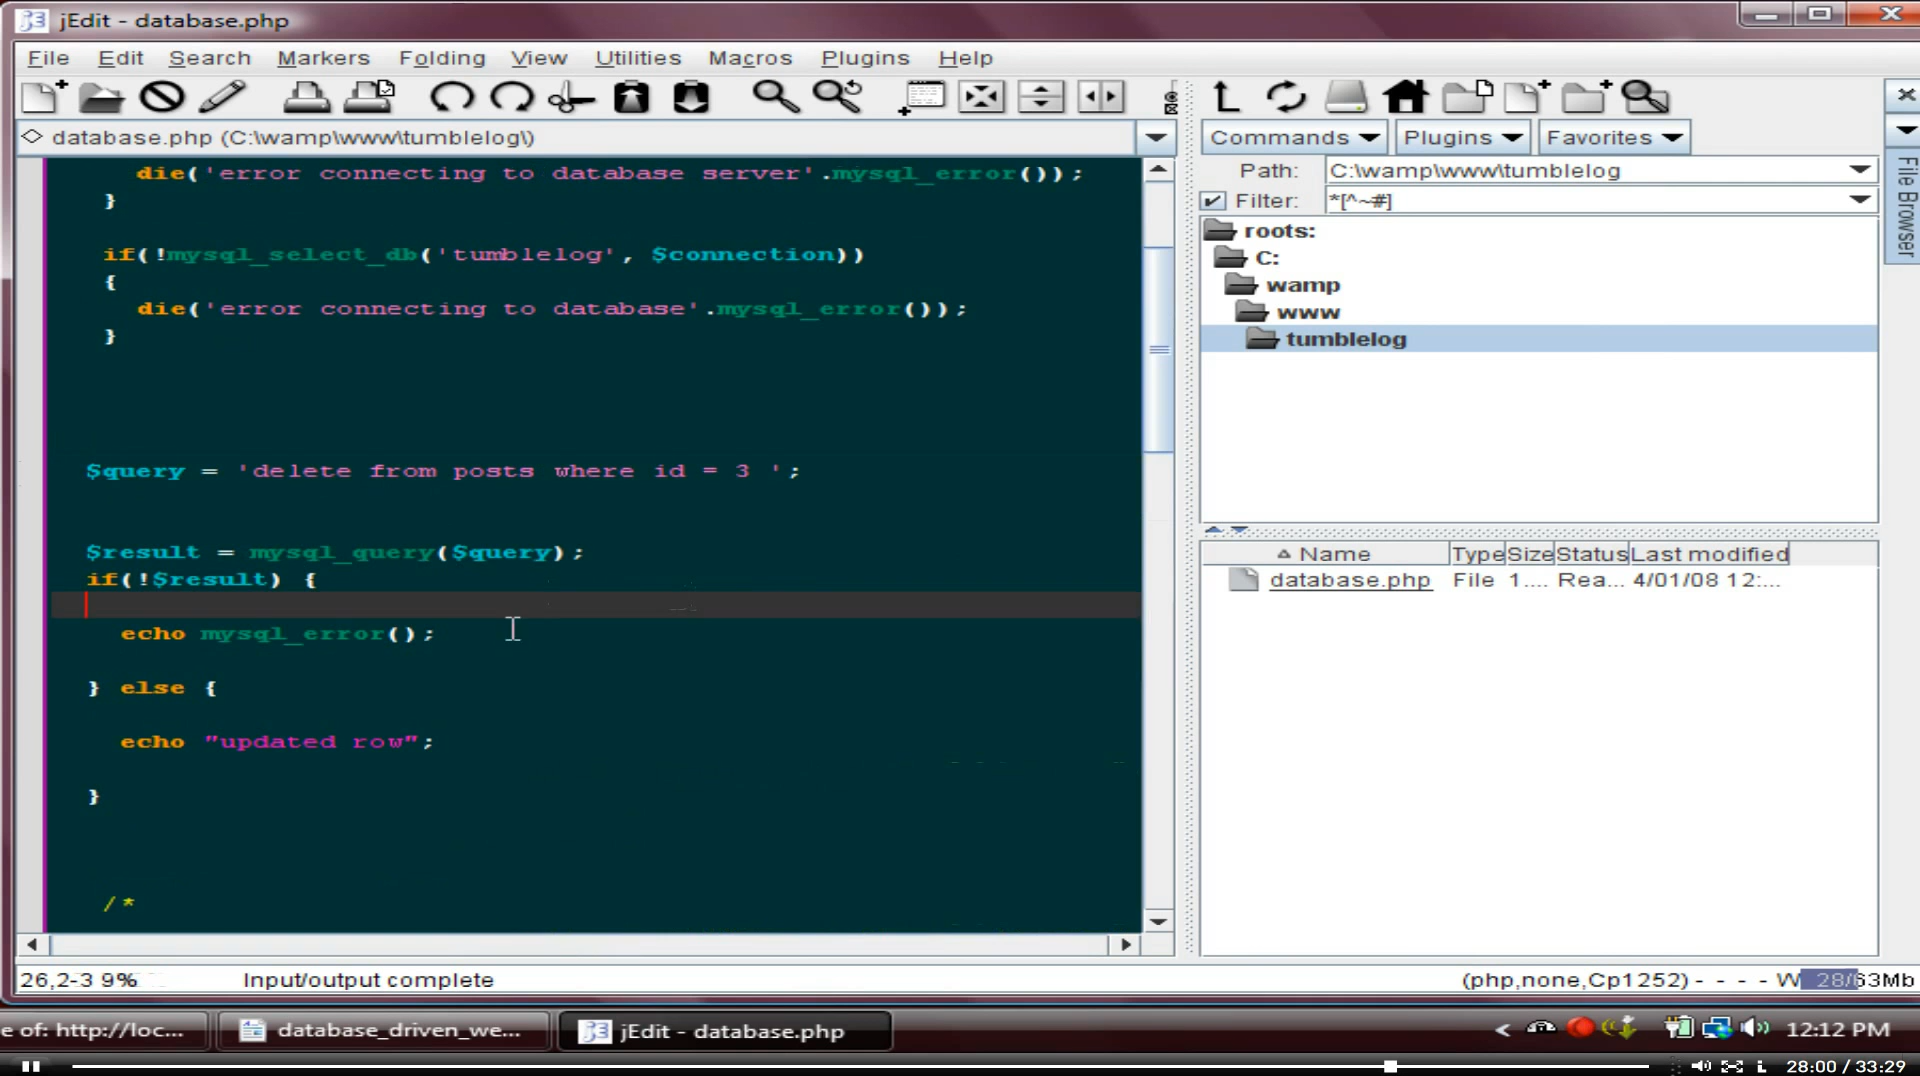 jEdit - database.php
File Edit Search Markers Folding View Utilities Macros Plugins Help
database.php (C:\wamp\www\tumblelog\)
Commands Plugins Favorites
Path: C:\wamp\www\tumblelog
Filter: *[^~#]
File Browser
roots:
C:
wamp
www
tumblelog
die('error connecting to database server'.mysql_error());
}
if(!mysql_select_db('tumblelog', $connection))
{
die('error connecting to database'.mysql_error());
}
$query = 'delete from posts where id = 3 ';
$result = mysql_query($query);
if(!$result) {
echo mysql_error();
} else {
echo "updated row";
}
/*
Name Type Size Status Last modified
database.php File 1.... Rea... 4/01/08 12:...
26,2-3 9% Input/output complete (php,none,Cp1252) - - - - W 28/63Mb
e of: http://loc... database_driven_we... jEdit - database.php < 12:12 PM
28:00 / 33:29